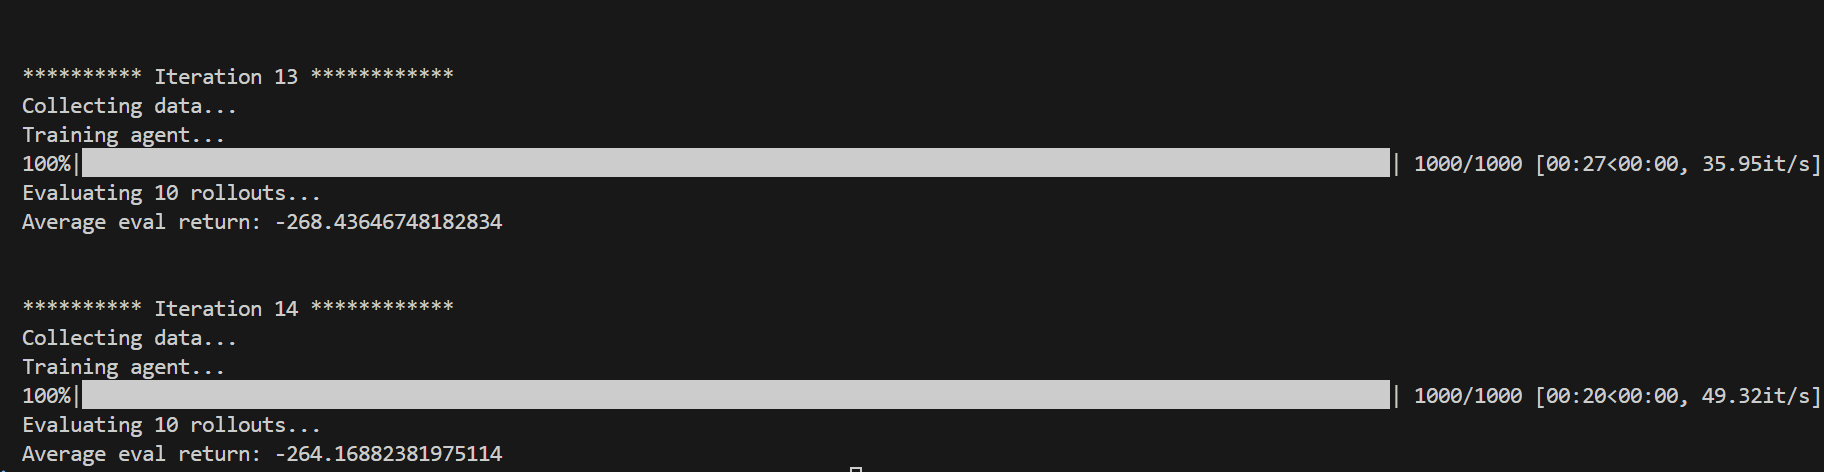 ********** Iteration 13 ************
Collecting data...
Training agent...
100%|| 1000/1000 [00:27<00:00, 35.95it/s]
Evaluating 10 rollouts...
Average eval return: -268.43646748182834
********** Iteration 14 ************
Collecting data...
Training agent...
100%|| 1000/1000 [00:20<00:00, 49.32it/s]
Evaluating 10 rollouts...
Average eval return: -264.16882381975114